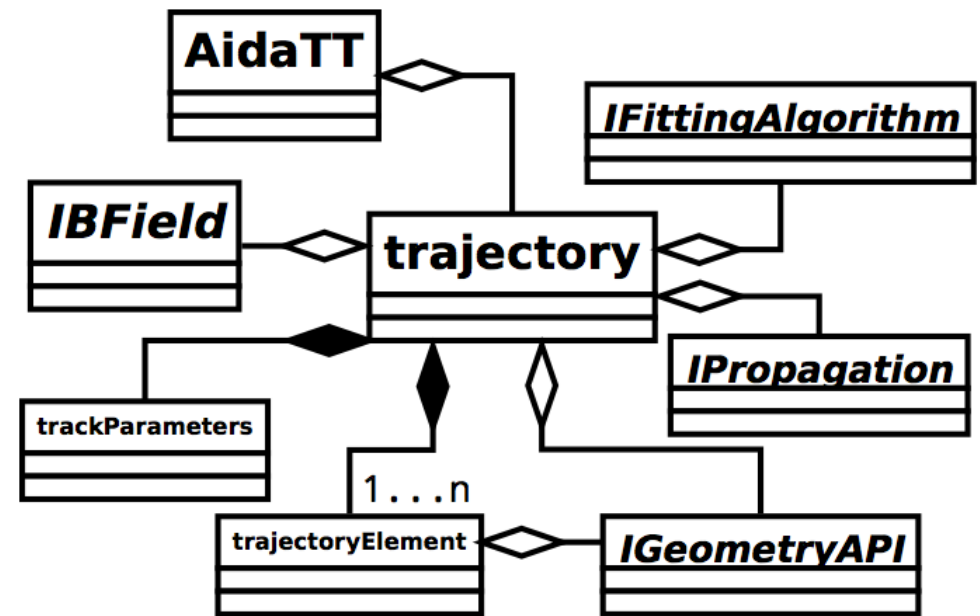 AidaTT
IFittingAlgorithm
IBField
trajectory
IPropagation
trackParameters
1...n
trajectoryElement
IGeometryAPI